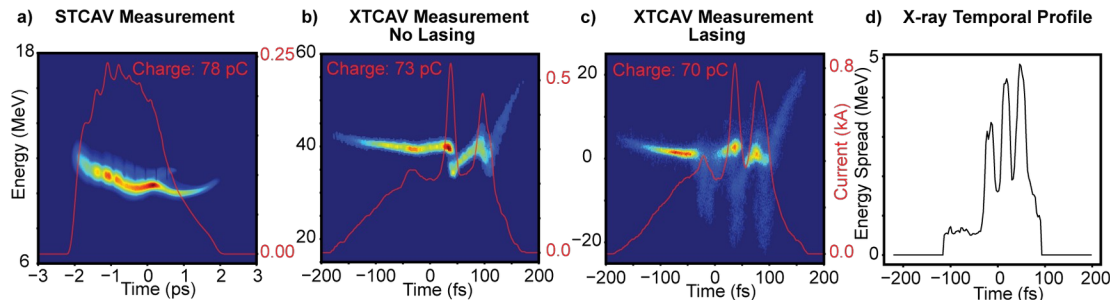 a) STCAV Measurement
b) XTCAV Measurement
No Lasing
c) XTCAV Measurement
Lasing
d) X-ray Temporal Profile
Energy (MeV)
18
6
Charge: 78 pC
0.25
0.00
−3 −2 −1 0 1 2 3
Time (ps)
60
40
20
Charge: 73 pC
0.5
0.0
−200 −100 0 100 200
Time (fs)
20
0
−20
Charge: 70 pC
0.8
0.0
Current (kA)
−200 −100 0 100 200
Time (fs)
Energy Spread (MeV)
5
0
−200 −100 0 100 200
Time (fs)